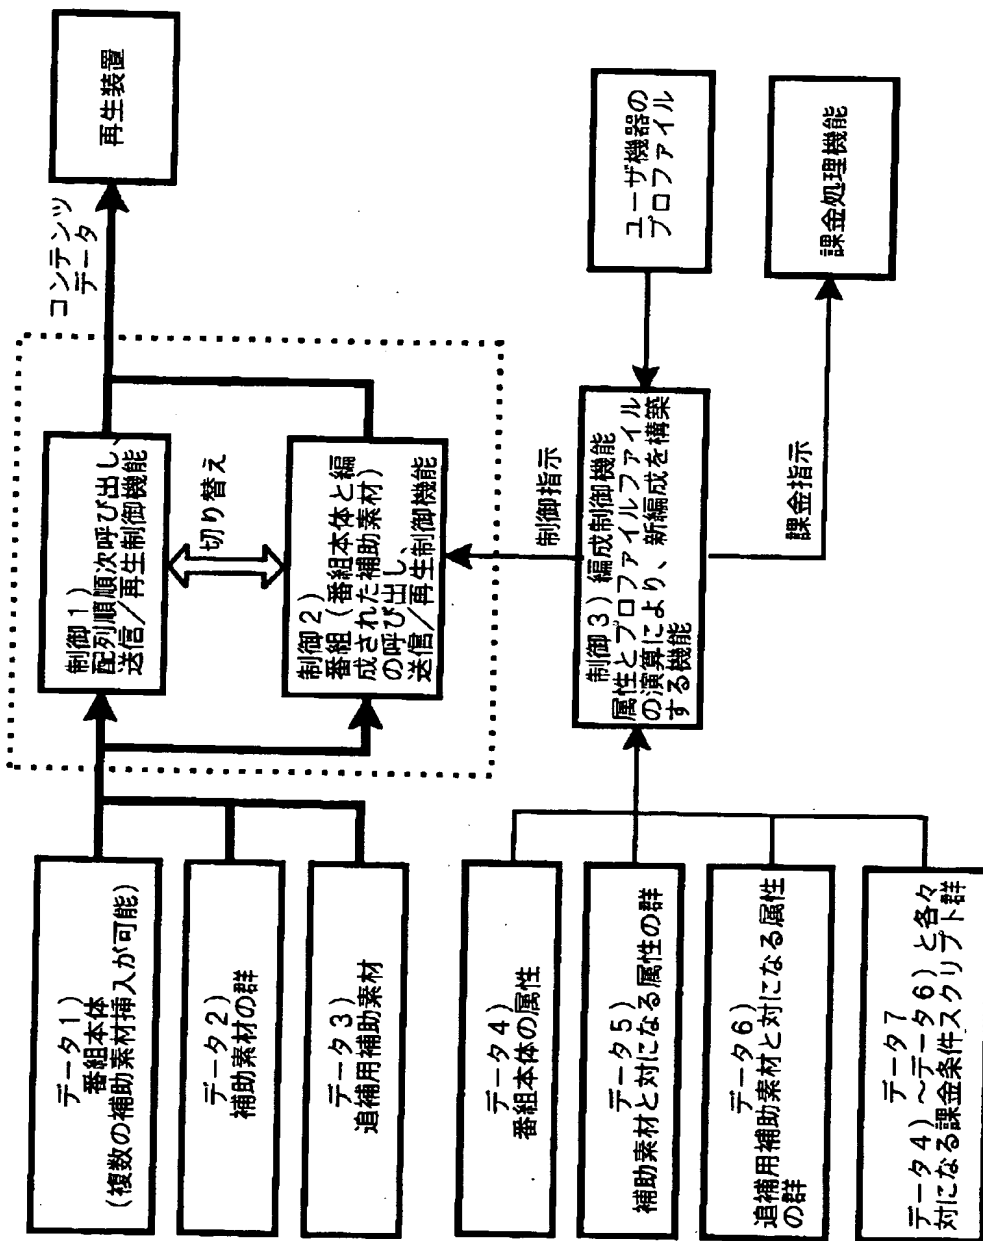 データ1)
番組本体
(複数の補助素材挿入が可能)
データ2)
補助素材の群
データ3)
追補用補助素材
データ4)
番組本体の属性
データ5)
補助素材と対になる属性の群
データ6)
追補用補助素材と対になる属性
の群
データ7
データ4)~データ6)と各々
対になる課金条件スクリプト群
制御1)
配列順順次呼び出し、
送信/再生制御機能
切り替え
制御2)
番組(番組本体と編
成された補助素材)
の呼び出し、
送信/再生制御機能
制御指示
制御3)編成制御機能
属性とプロファイルファイル
の演算により、新編成を構築
する機能
課金指示
コンテンツ
データ
再生装置
ユーザ機器の
プロファイル
課金処理機能